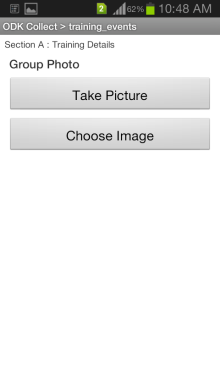 2 62% 10:48 AM
ODK Collect > training_events
Section A : Training Details
Group Photo
Take Picture
Choose Image